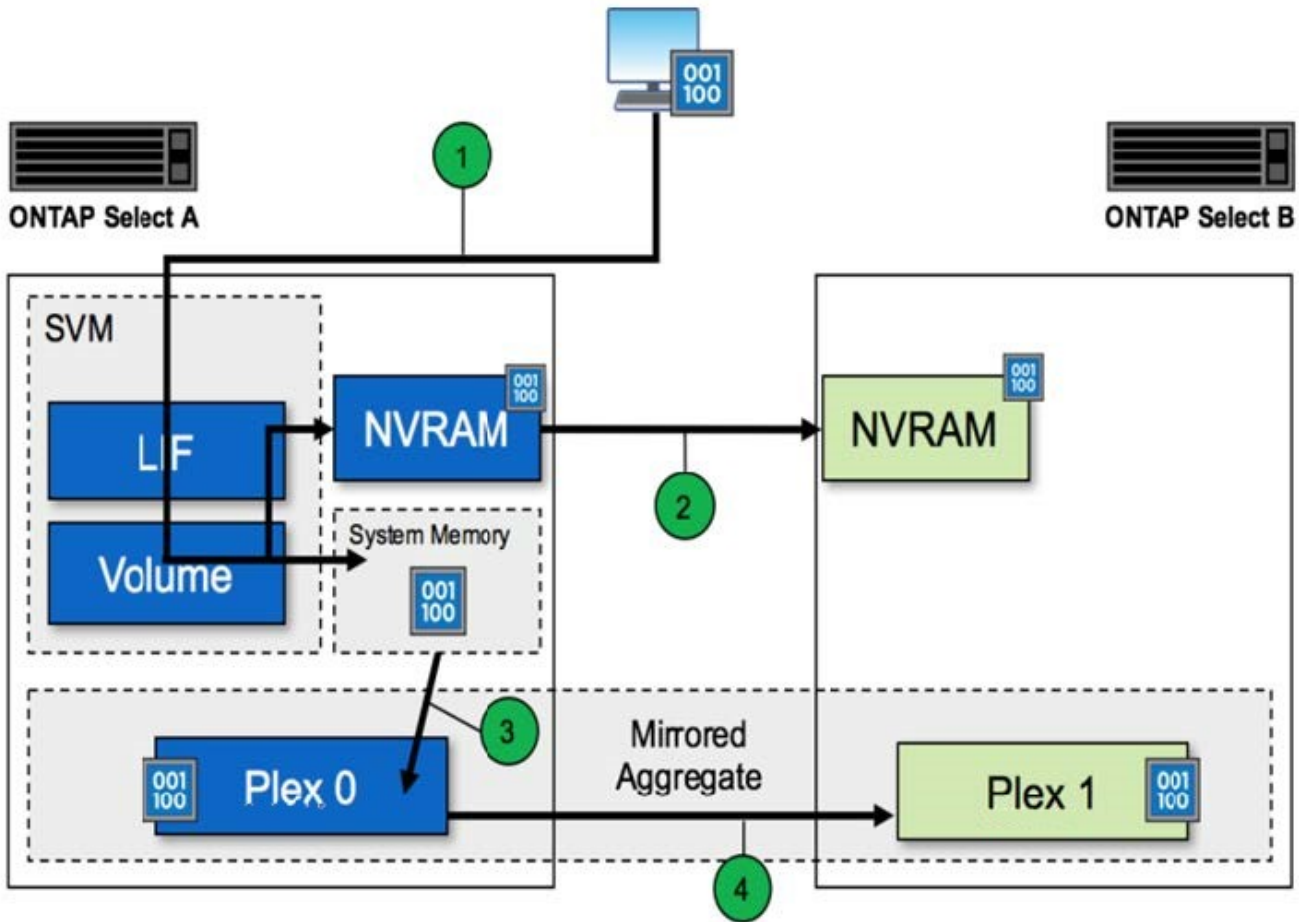 001
100
1
ONTAP Select A
ONTAP Select B
SVM
LIF
Volume
NVRAM
001
100
2
NVRAM
001
100
System Memory
001
100
3
Mirrored
Aggregate
001
100
Plex 0
Plex 1
001
100
4